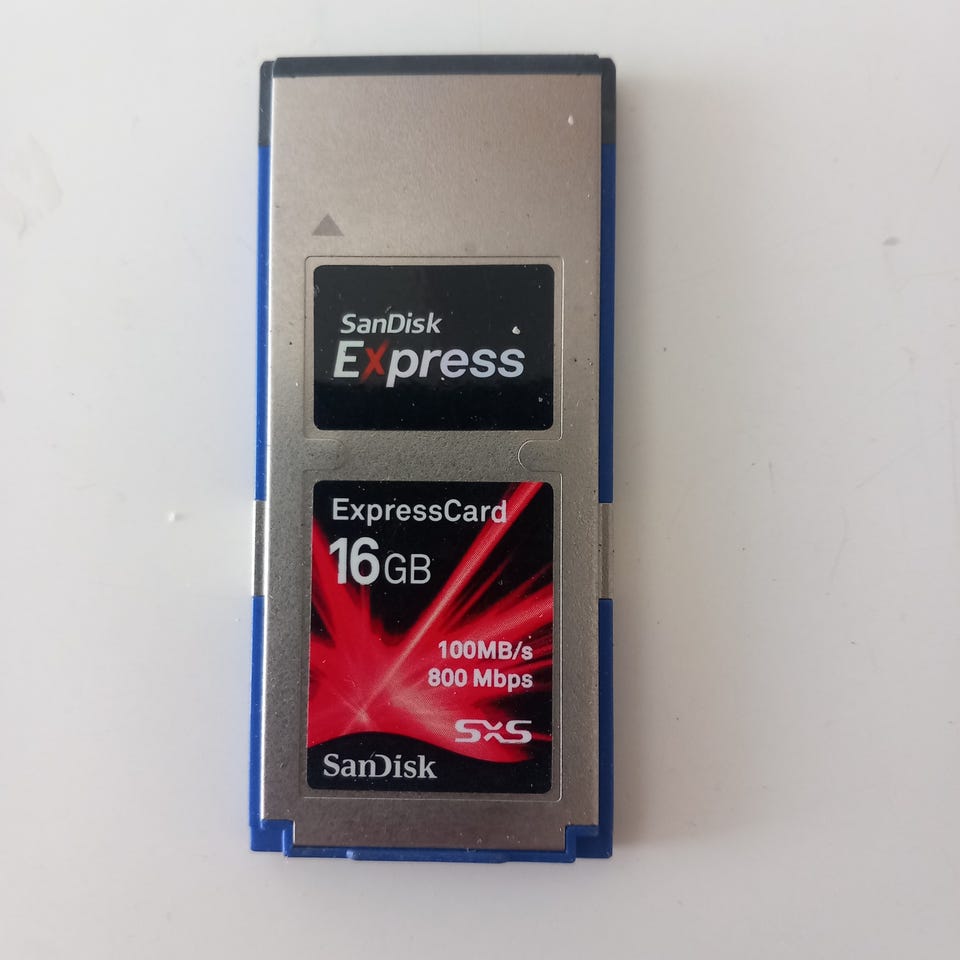 SanDisk
Express
ExpressCard
16GB
100MB/s
800 Mbps
SxS
SanDisk